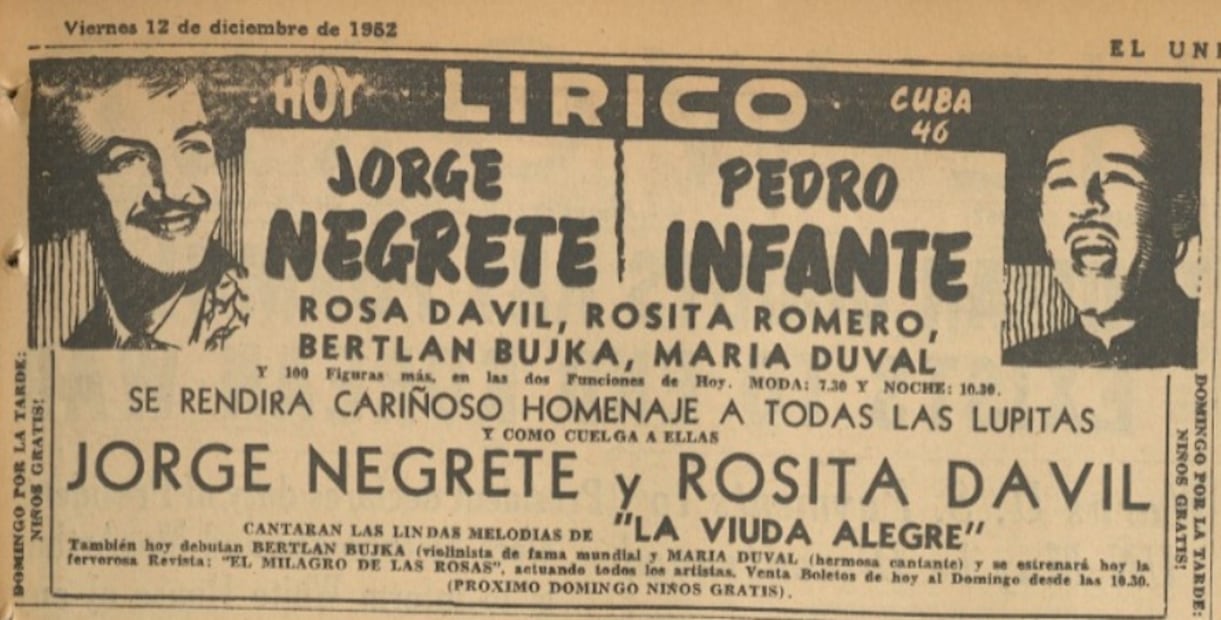 Viernes 12 de diciembre de 1952
EL UNI
HOY LIRICO CUBA 46
JORGE NEGRETE
PEDRO INFANTE
ROSA DAVIL, ROSITA ROMERO,
BERTLAN BUJKA, MARIA DUVAL
Y 100 Figuras más, en las dos Funciones de Hoy. MODA: 7.30 Y NOCHE: 10.30.
SE RENDIRA CARIÑOSO HOMENAJE A TODAS LAS LUPITAS
Y COMO CUELGA A ELLAS
JORGE NEGRETE y ROSITA DAVIL
CANTARAN LAS LINDAS MELODIAS DE "LA VIUDA ALEGRE"
También hoy debutan BERTLAN BUJKA (violinista de fama mundial y MARIA DUVAL (hermosa cantante) y se estrenará hoy la
fervorosa Revista: "EL MILAGRO DE LAS ROSAS", actuando todos los artistas. Venta Boletos de hoy al Domingo desde las 10.30.
(PROXIMO DOMINGO NIÑOS GRATIS).
DOMINGO POR LA TARDE:
NIÑOS GRATIS!
DOMINGO POR LA TARDE:
NIÑOS GRATIS!